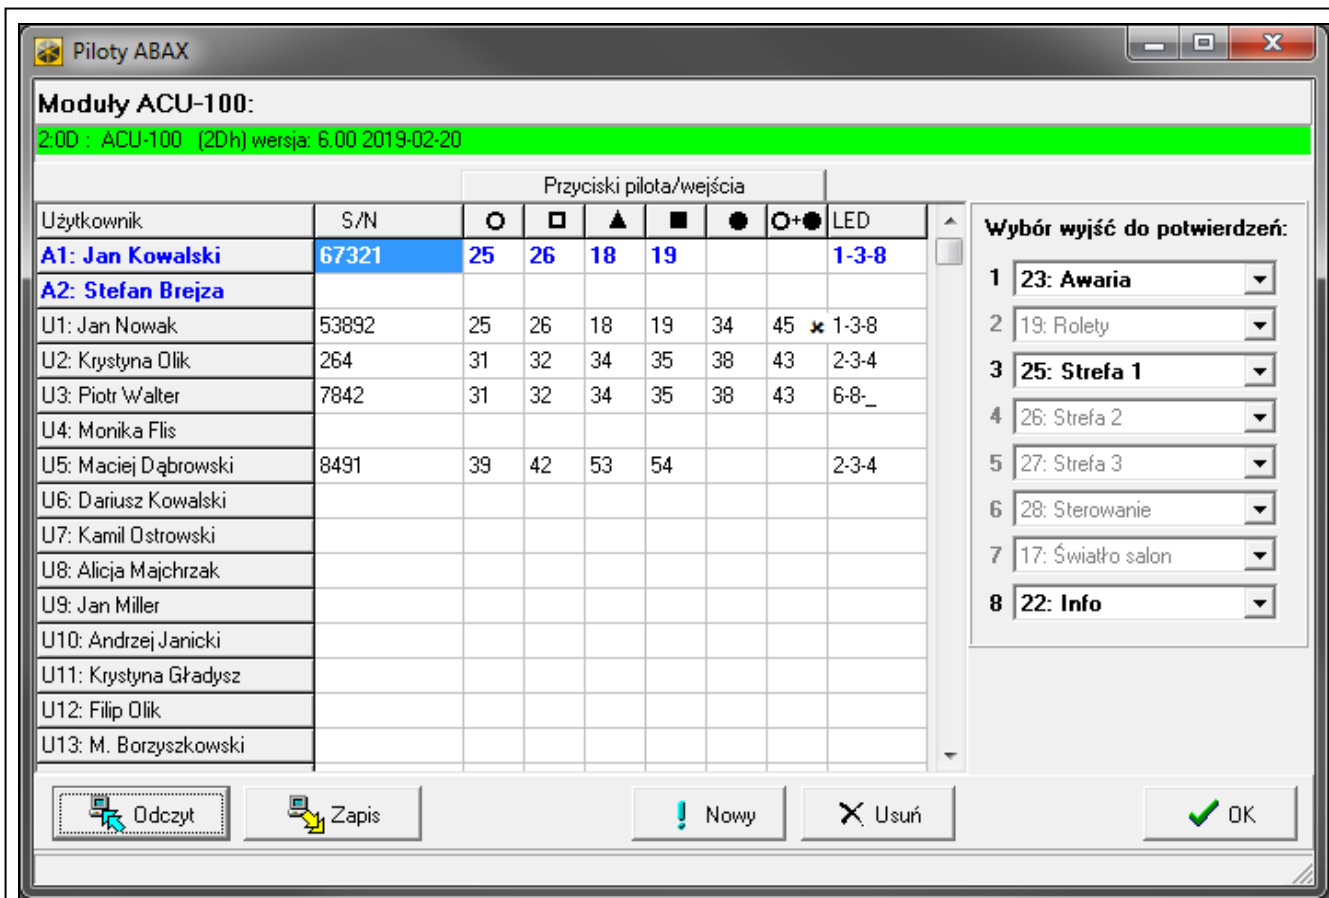 Piloty ABAX
Moduły ACU-100:
2:0D : ACU-100 (2Dh) wersja: 6.00 2019-02-20
Przyciski pilota/wejścia
Użytkownik S/N ○ □ ▲ ■ ● ○+● LED
A1: Jan Kowalski 67321 25 26 18 19 1-3-8
A2: Stefan Brejza
U1: Jan Nowak 53892 25 26 18 19 34 45 × 1-3-8
U2: Krystyna Olik 264 31 32 34 35 38 43 2-3-4
U3: Piotr Walter 7842 31 32 34 35 38 43 6-8-_
U4: Monika Flis
U5: Maciej Dąbrowski 8491 39 42 53 54 2-3-4
U6: Dariusz Kowalski
U7: Kamil Ostrowski
U8: Alicja Majchrzak
U9: Jan Miller
U10: Andrzej Janicki
U11: Krystyna Gładysz
U12: Filip Olik
U13: M. Borzyszkowski
Wybór wyjść do potwierdzeń:
1 23: Awaria
2 19: Rolety
3 25: Strefa 1
4 26: Strefa 2
5 27: Strefa 3
6 28: Sterowanie
7 17: Światło salon
8 22: Info
Odczyt Zapis Nowy Usuń OK